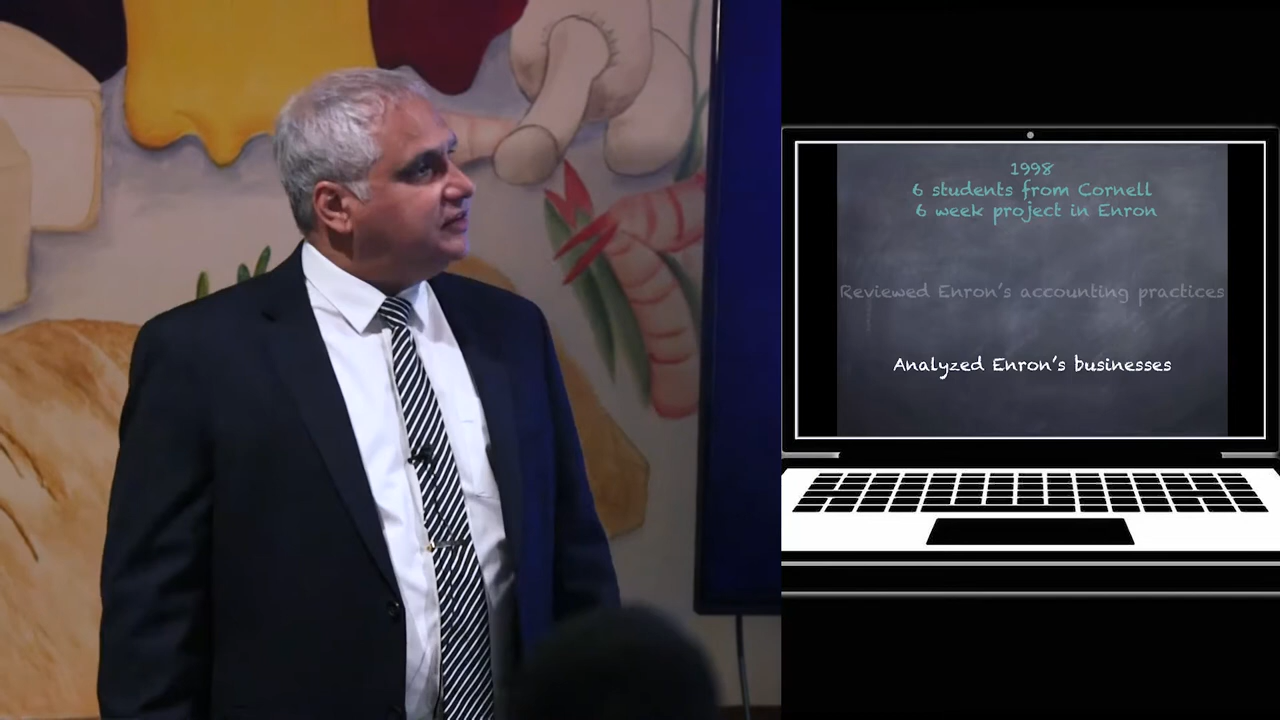 1998
6 students from Cornell
6 week project in Enron
Reviewed Enron's accounting practices
Analyzed Enron's businesses